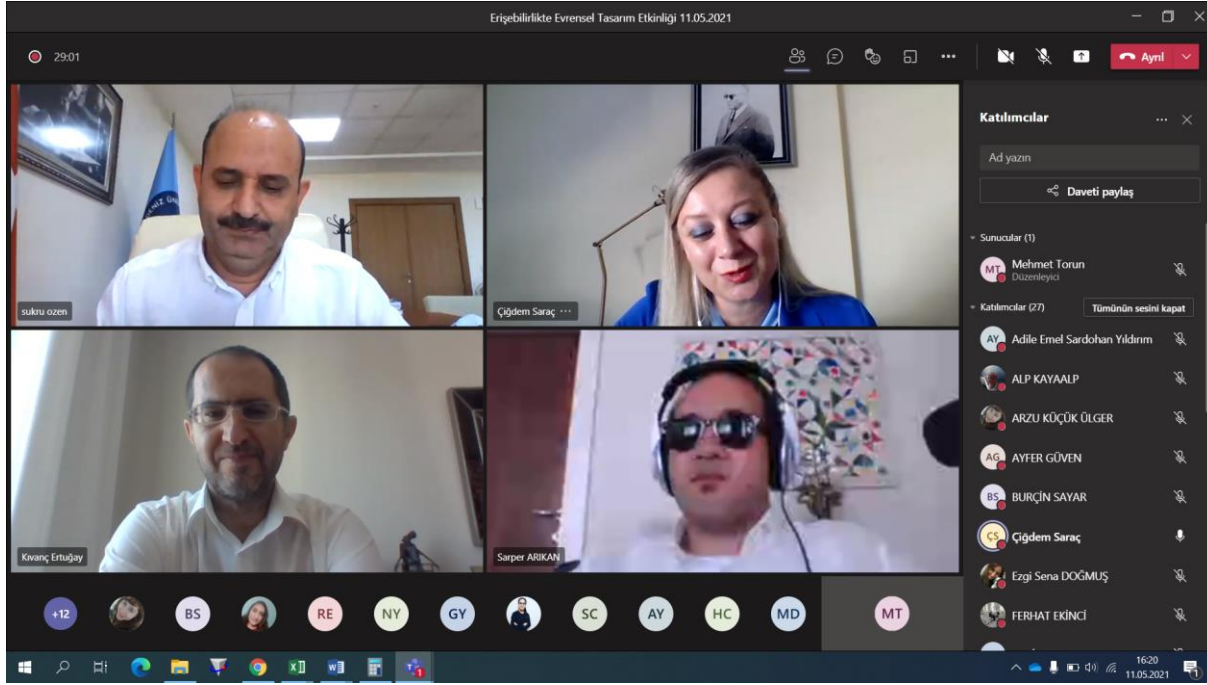 Erişebilirlikte Evrensel Tasarım Etkinliği 11.05.2021
29:01
Ayrıl
sukru ozen
Çiğdem Saraç ···
Kıvanç Ertuğay
Sarper ARIKAN
+12
BS
RE
NY
GY
SC
AY
HC
MD
MT
Katılımcılar
Ad yazın
Daveti paylaş
Sunucular (1)
MT Mehmet Torun
Düzenleyici
Katılımcılar (27) Tümünün sesini kapat
AY Adile Emel Sardohan Yıldırım
ALP KAYAALP
ARZU KÜÇÜK ÜLGER
AG AYFER GÜVEN
BS BURÇİN SAYAR
ÇS Çiğdem Saraç
Ezgi Sena DOĞMUŞ
FERHAT EKİNCİ
16:20
11.05.2021